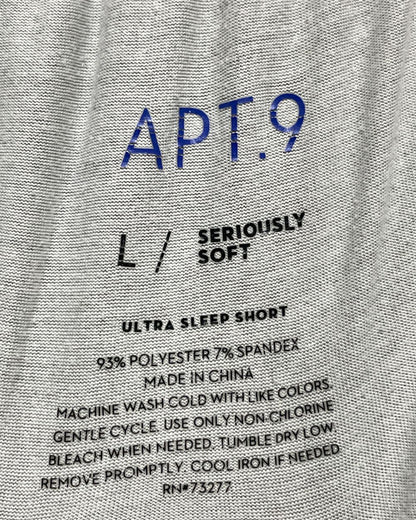 APT.9
L / SERIOUSLY
SOFT
ULTRA SLEEP SHORT
93% POLYESTER 7% SPANDEX
MADE IN CHINA
MACHINE WASH COLD WITH LIKE COLORS.
GENTLE CYCLE. USE ONLY NON-CHLORINE
BLEACH WHEN NEEDED. TUMBLE DRY LOW.
REMOVE PROMPTLY. COOL IRON IF NEEDED
RN#73277